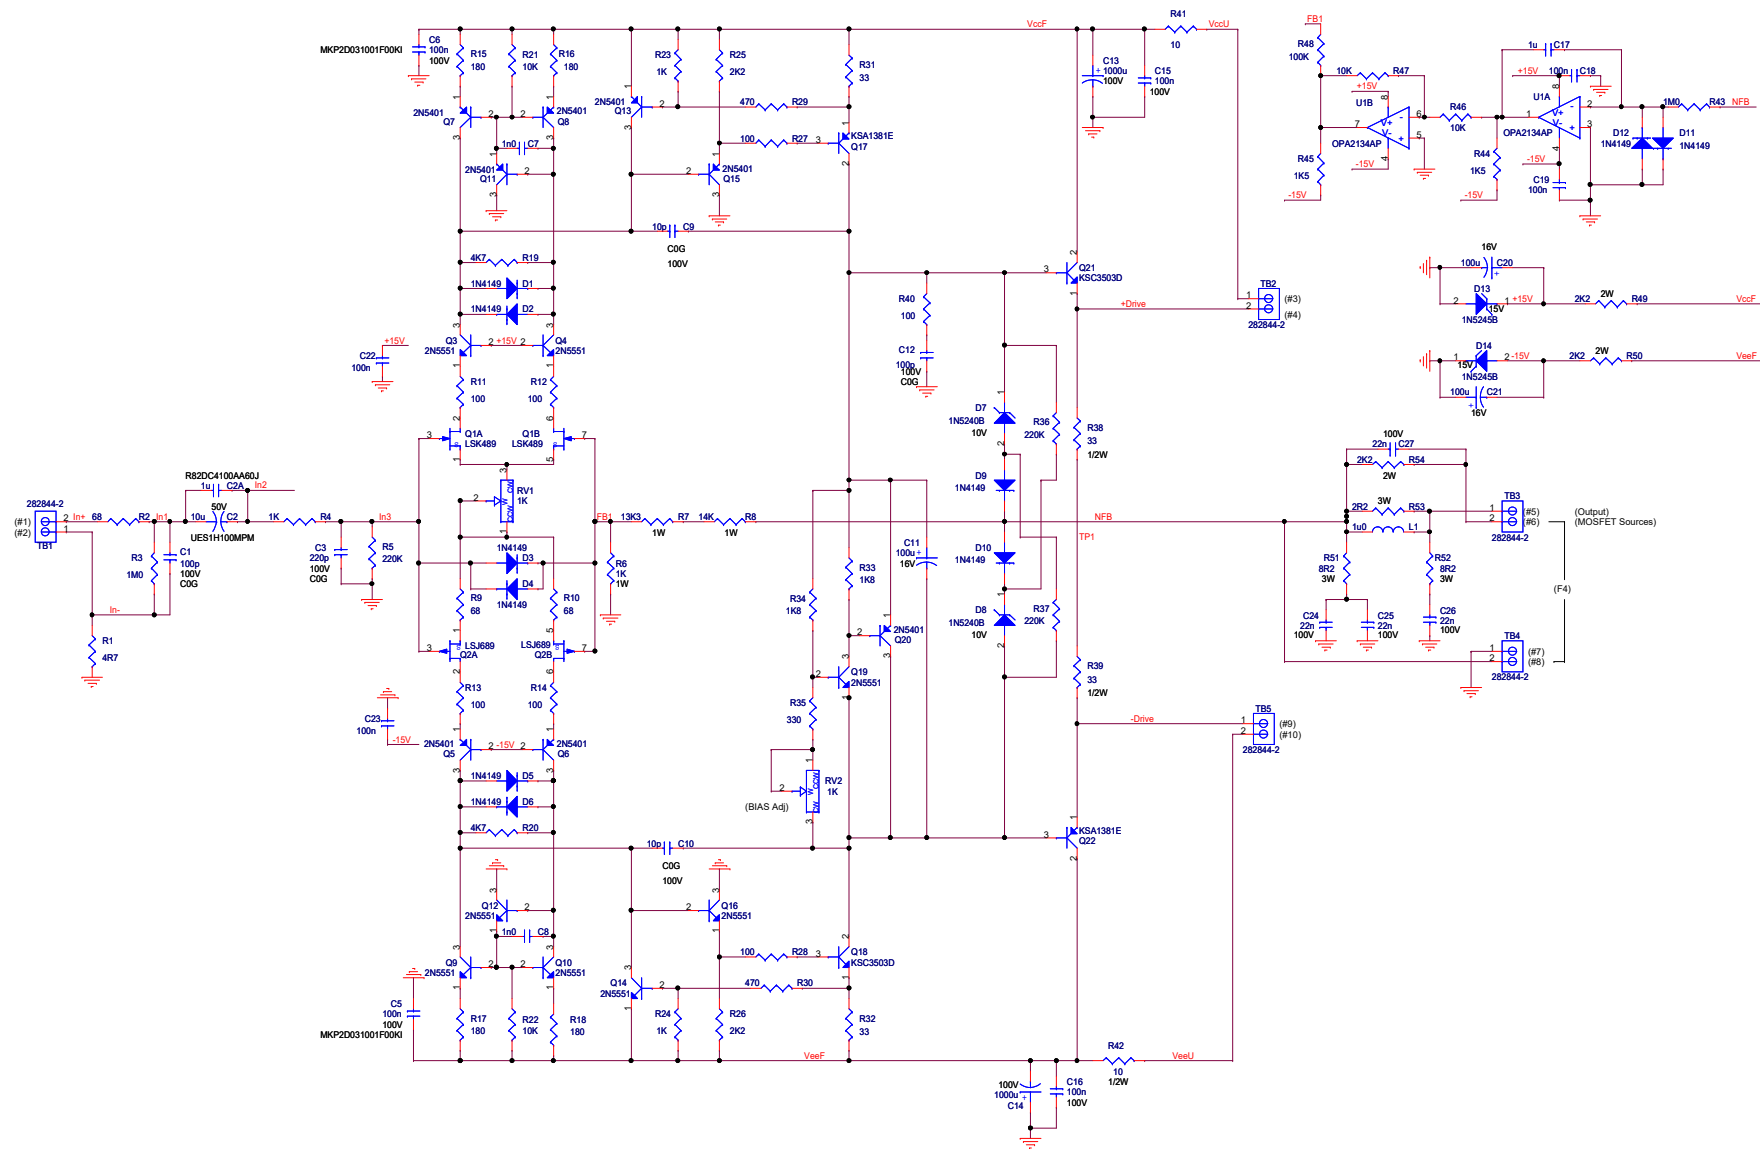 C6
100n
100V
MKP2D031001F00KI
R15
180
R21
10K
R16
180
2N5401
Q7
2N5401
Q8
1n0 C7
2N5401
Q11
2N5401
Q13
R23
1K
R25
2K2
470 R29
100 R27
R31
33
KSA1381E
Q17
2N5401
Q15
10p C9
C0G
100V
VccF
R41
10
VccU
C13
1000u
100V
C15
100n
100V
FB1
R48
100K
10K R47
+15V
U1B
V+
V-
OPA2134AP
-15V
R45
1K5
-15V
R46
10K
R44
1K5
-15V
1u C17
+15V
100n C18
U1A
V+
V-
OPA2134AP
-15V
C19
100n
D12
1N4149
D11
1N4149
1M0 R43 NFB
16V
100u C20
D13
+15V
15V
1N5245B
2W
2K2 R49
VccF
D14
-15V
15V
1N5245B
2W
2K2 R50
VeeF
100u C21
16V
4K7 R19
1N4149 D1
1N4149 D2
Q3
2N5551
+15V
Q4
2N5551
+15V
C22
100n
R11
100
R12
100
Q1A
LSK489
Q1B
LSK489
RV1
1K
CCW
W
CW
Q21
KSC3503D
+Drive
R40
100
C12
100p
100V
C0G
TB2
(#3)
(#4)
282844-2
D7
1N5240B
10V
R36
220K
R38
33
1/2W
D9
1N4149
R82DC4100AA60J
1u C2A In2
50V
10u C2
UES1H100MPM
282844-2
(#1)
(#2)
TB1
In+ 68 R2 In1
1K R4 In3
R3
1M0
C1
100p
100V
C0G
C3
220p
100V
C0G
R5
220K
In-
R1
4R7
1N4149
D3
D4
1N4149
FB1 13K3 R7
1W
14K R8
1W
R6
1K
1W
NFB
TP1
C11
100u
16V
D10
1N4149
R33
1K8
R34
1K8
D8
1N5240B
10V
R37
220K
R9
68
R10
68
LSJ689
Q2A
LSJ689
Q2B
2N5401
Q20
Q19
2N5551
R39
33
1/2W
R13
100
R14
100
R35
330
C23
100n
-15V
2N5401
Q5
-15V
2N5401
Q6
-Drive
TB5
(#9)
(#10)
282844-2
1N4149 D5
1N4149 D6
4K7 R20
RV2
1K
CCW
W
CW
(BIAS Adj)
KSA1381E
Q22
100V
22n C27
2K2 R54
2W
3W
2R2 R53
1u0 L1
R51
8R2
3W
R52
8R2
3W
TB3
(#5)
(#6)
282844-2
(Output)
(MOSFET Sources)
(F4)
C24
22n
100V
C25
22n
100V
C26
22n
100V
TB4
(#7)
(#8)
282844-2
10p C10
C0G
100V
Q12
2N5551
1n0 C8
Q9
2N5551
Q10
2N5551
Q16
2N5551
Q14
2N5551
100 R28
470 R30
Q18
KSC3503D
C5
100n
100V
MKP2D031001F00KI
R17
180
R22
10K
R18
180
R24
1K
R26
2K2
R32
33
VeeF
R42
10
1/2W
VeeU
100V
1000u
C14
C16
100n
100V